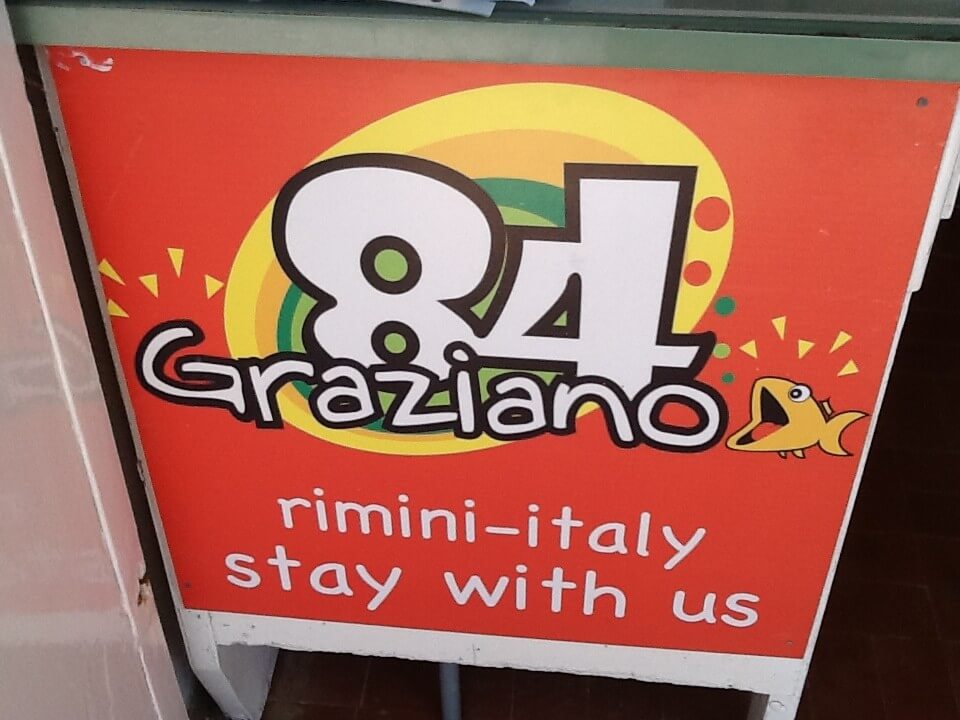 84
Graziano
rimini-italy
stay with us